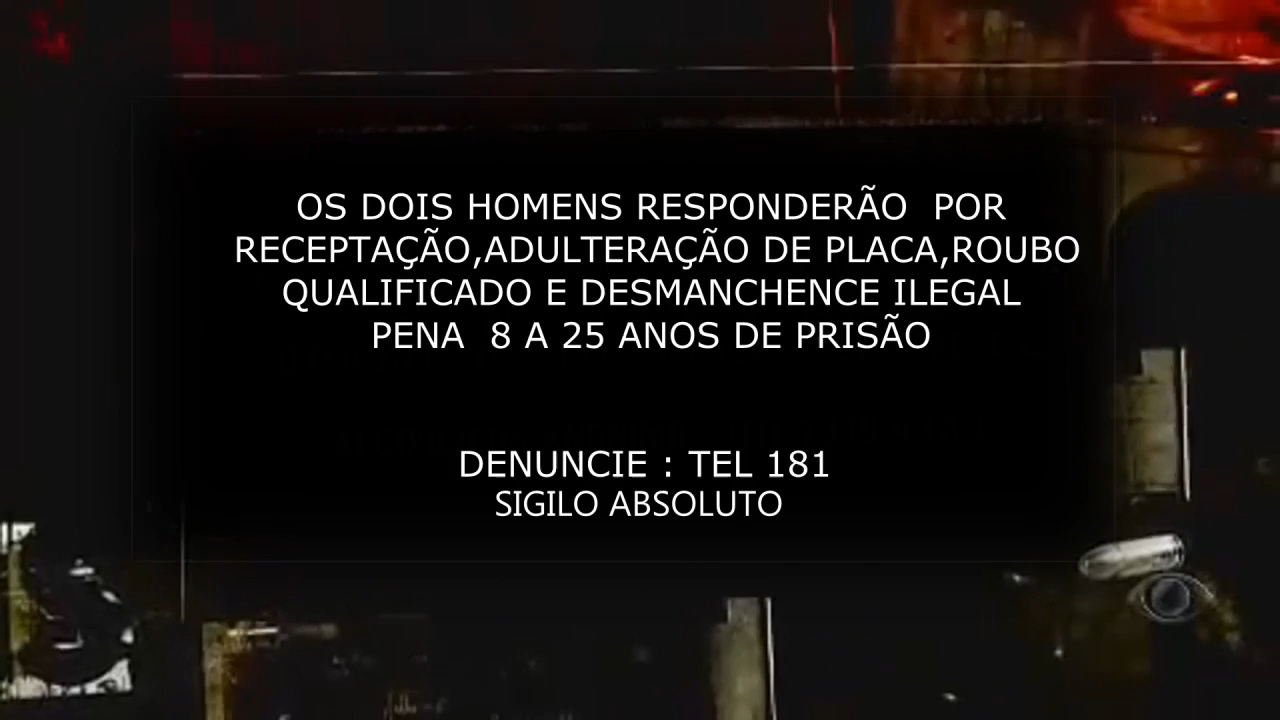 OS DOIS HOMENS RESPONDERÃO  POR
RECEPTAÇÃO,ADULTERAÇÃO DE PLACA,ROUBO
QUALIFICADO E DESMANCHENCE ILEGAL
PENA  8 A 25 ANOS DE PRISÃO
DENUNCIE : TEL 181
SIGILO ABSOLUTO